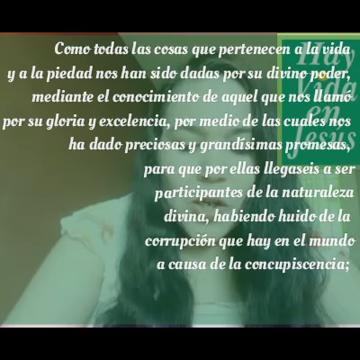 Como todas las cosas que pertenecen a la vida
y a la piedad nos han sido dadas por su divino poder,
mediante el conocimiento de aquel que nos llamó
por su gloria y excelencia, por medio de las cuales nos
ha dado preciosas y grandísimas promesas,
para que por ellas llegaseis a ser
participantes de la naturaleza
divina, habiendo huido de la
corrupción que hay en el mundo
a causa de la concupiscencia;
Hay
Vida
en
Jesus